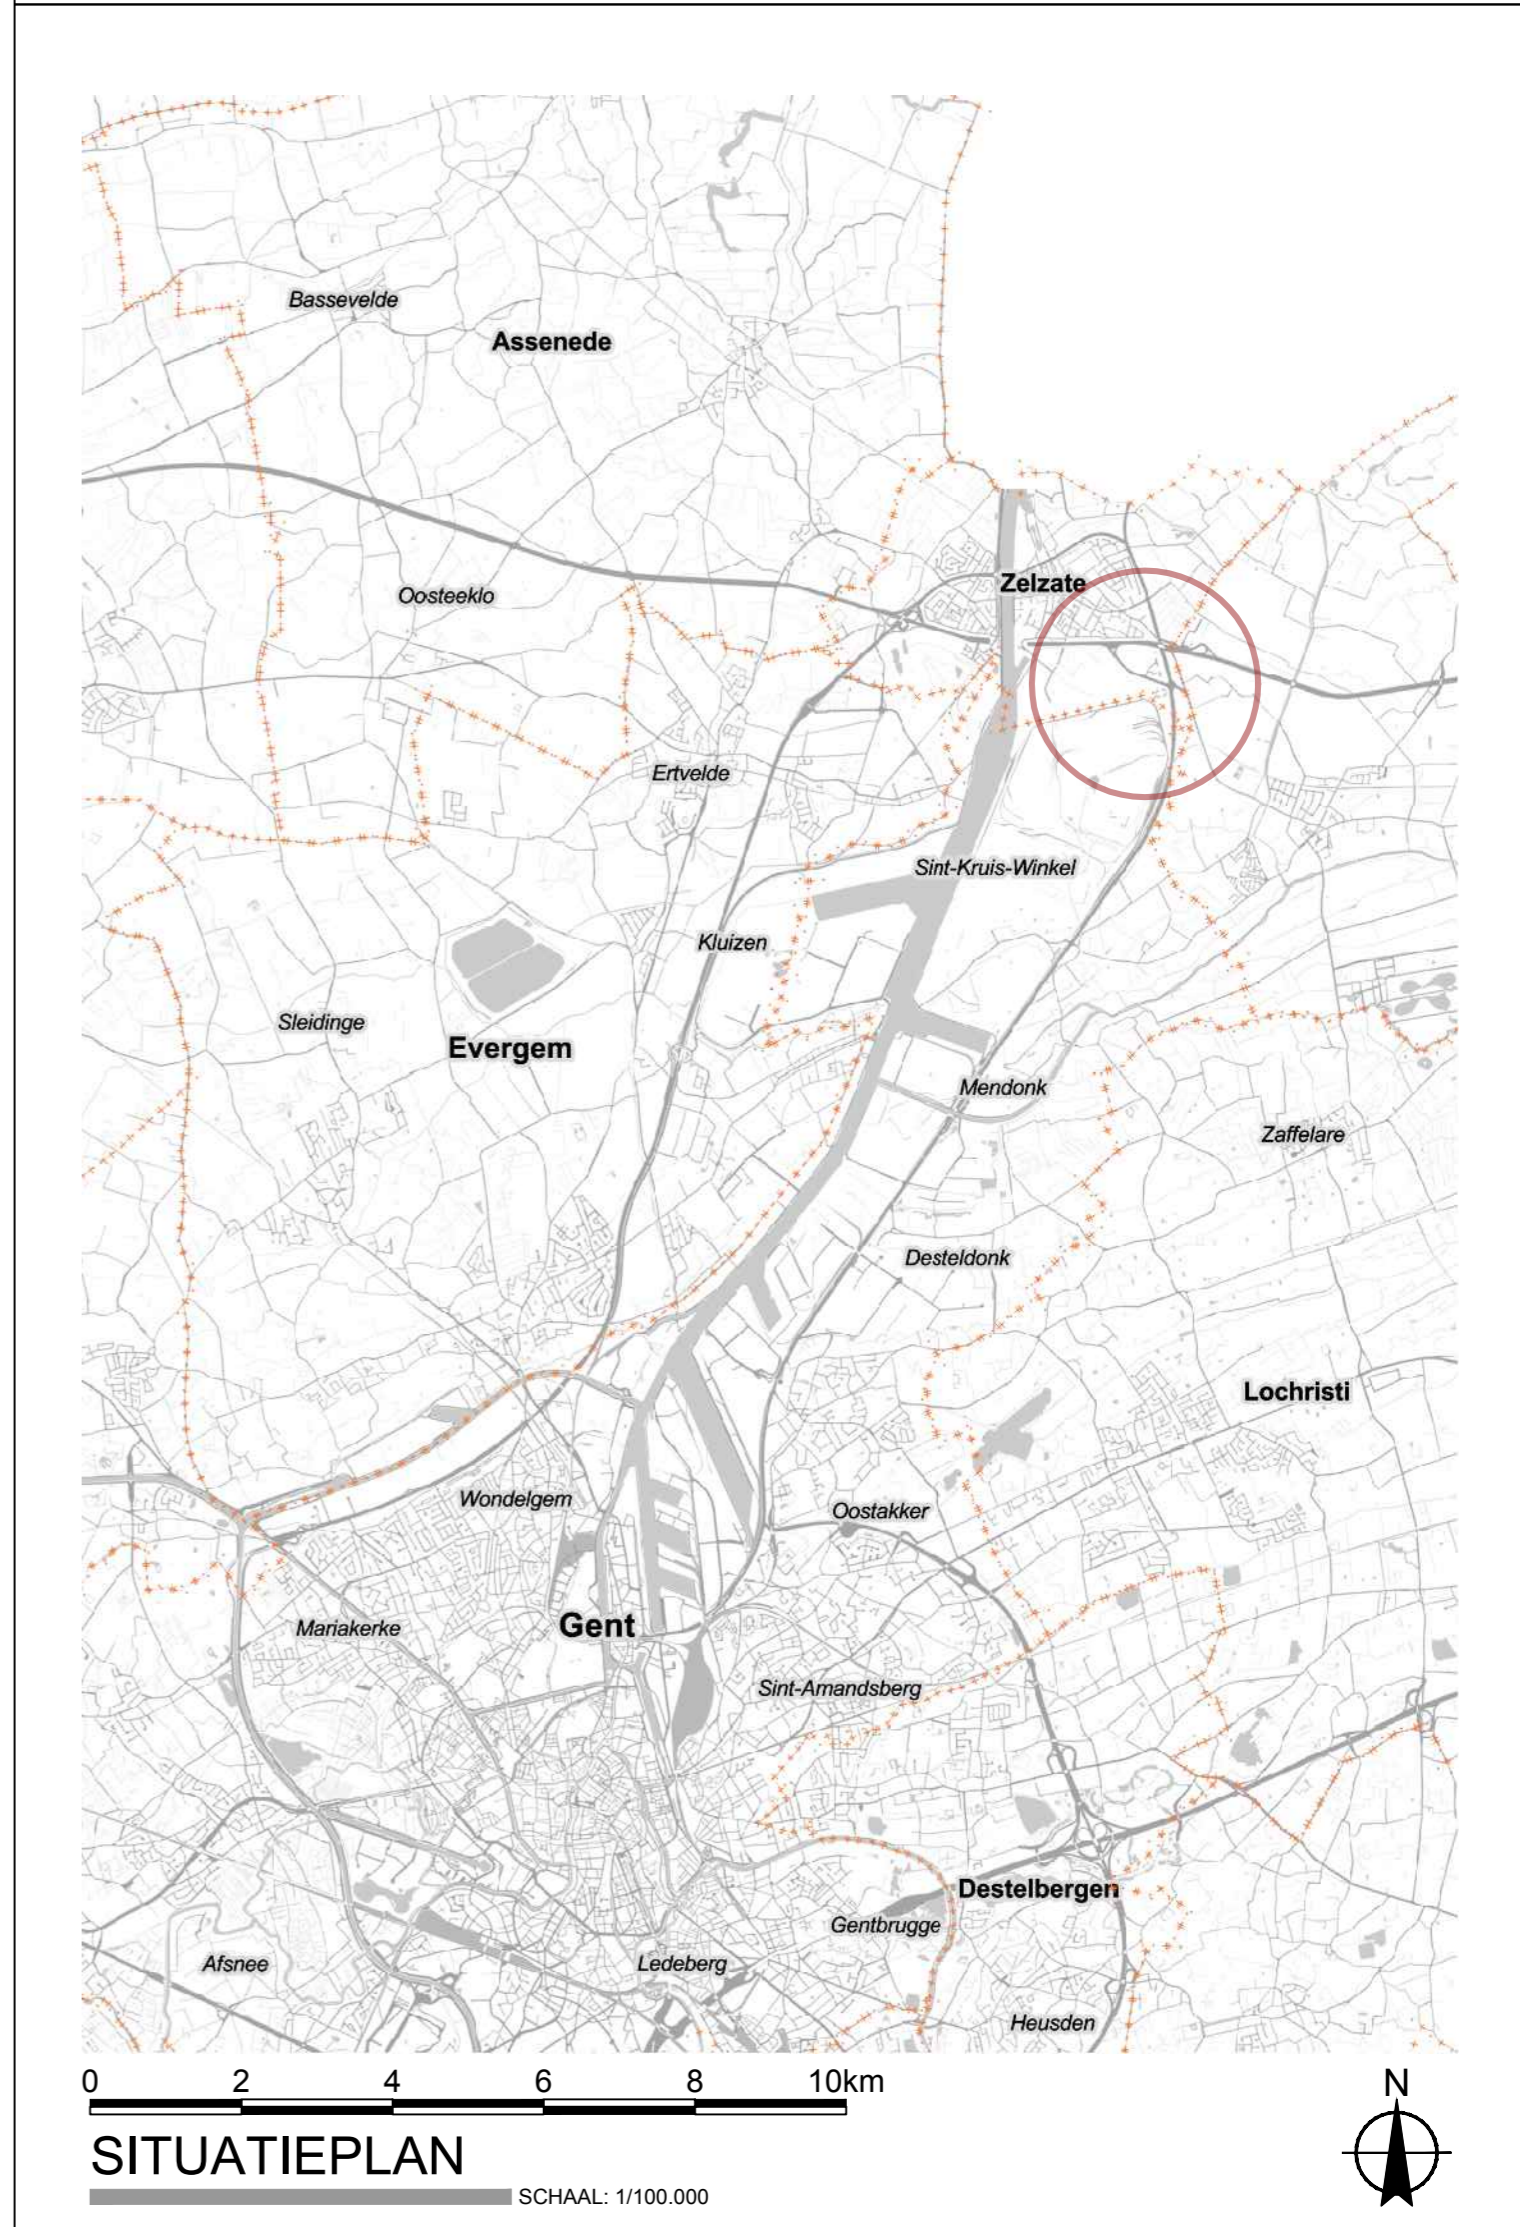 Bassevelde
Assenede
Zelzate
Oosteeklo
Ertvelde
Sint-Kruis-Winkel
Kluizen
Sleidinge
Evergem
Mendonk
Zaffelare
Desteldonk
Lochristi
Wondelgem
Oostakker
Gent
Mariakerke
Sint-Amandsberg
Destelbergen
Gentbrugge
Afsnee
Ledeberg
Heusden
0 2 4 6 8 10km
N
SITUATIEPLAN
SCHAAL: 1/100.000